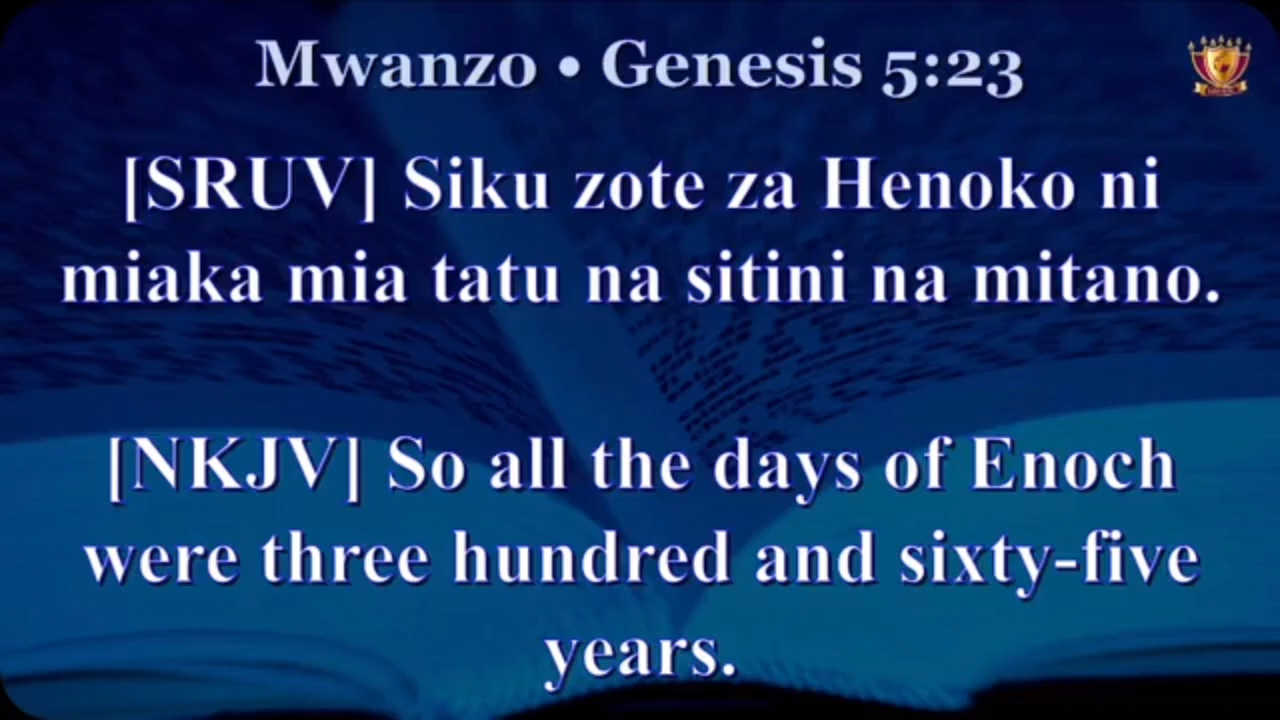 Mwanzo • Genesis 5:23
[SRUV] Siku zote za Henoko ni
miaka mia tatu na sitini na mitano.
[NKJV] So all the days of Enoch
were three hundred and sixty-five
years.